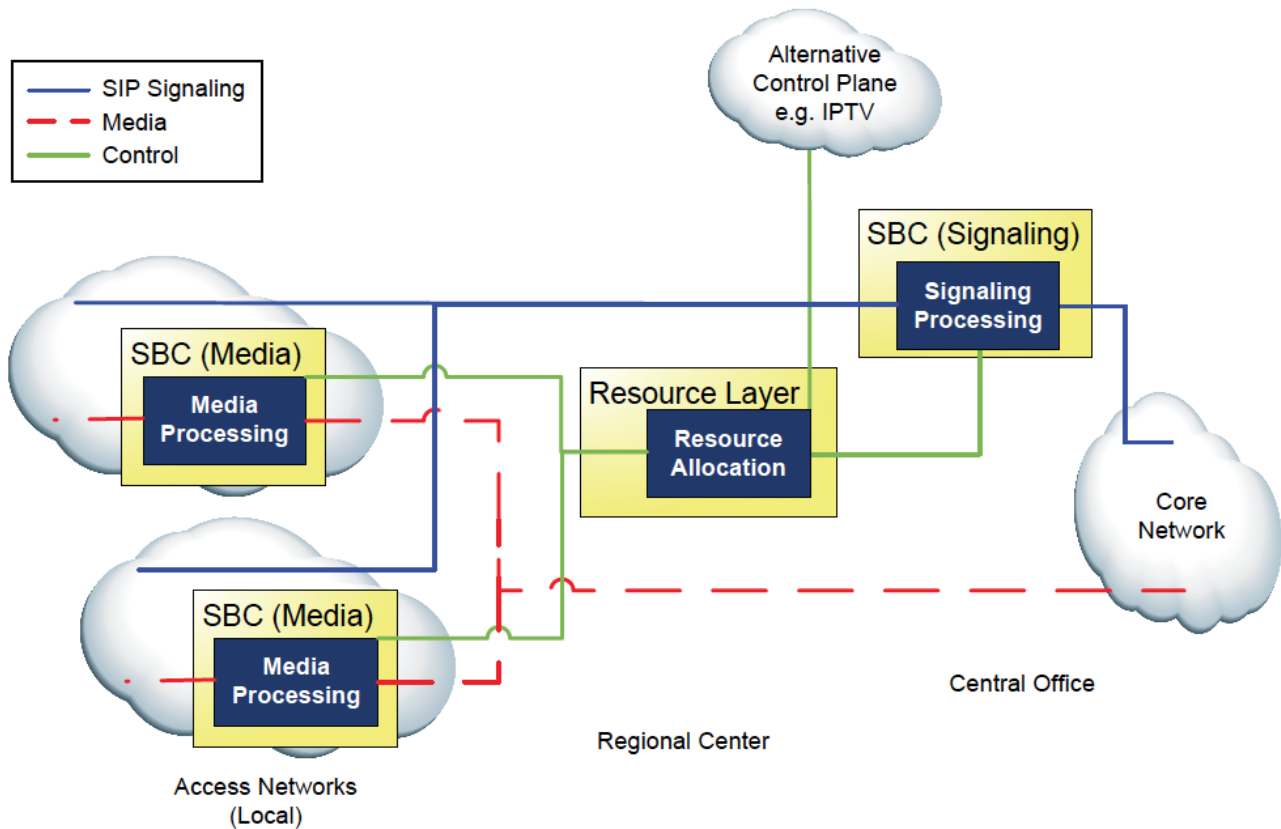 SIP Signaling
Media
Control
Alternative
Control Plane
e.g. IPTV
SBC (Signaling)
Signaling
Processing
SBC (Media)
Media
Processing
Resource Layer
Resource
Allocation
Core
Network
SBC (Media)
Media
Processing
Central Office
Regional Center
Access Networks
(Local)